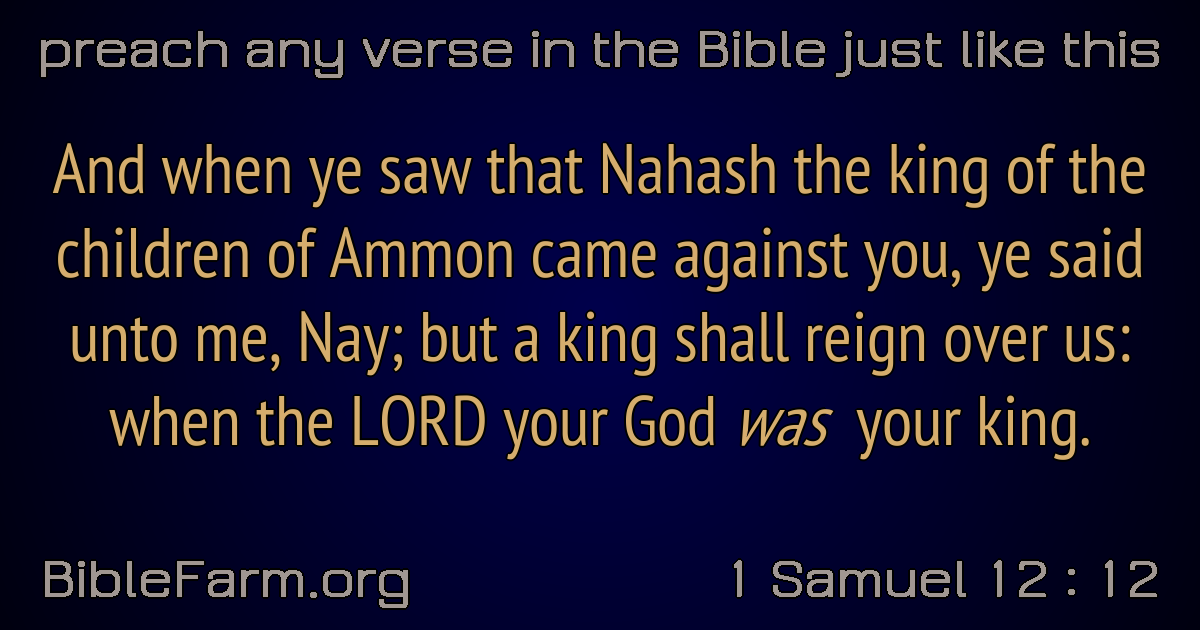 preach any verse in the Bible just like this
And when ye saw that Nahash the king of the
children of Ammon came against you, ye said
unto me, Nay; but a king shall reign over us:
when the LORD your God was your king.
BibleFarm.org
1 Samuel 12 : 12